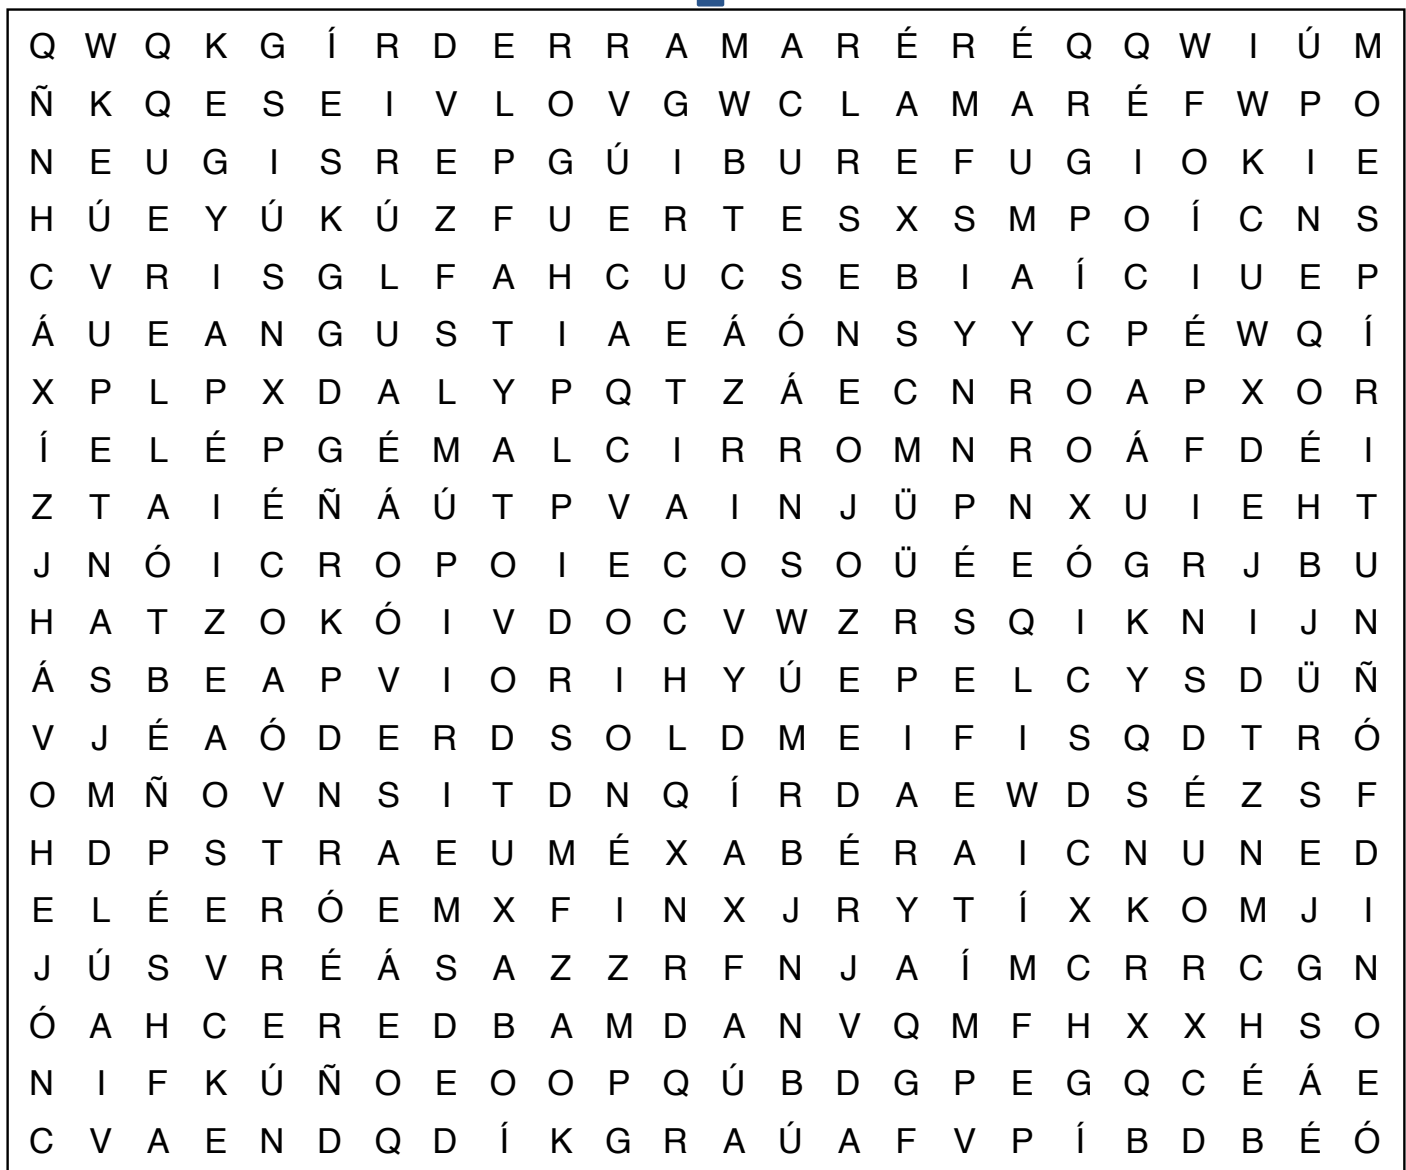 Q W Q K G Í R D E R R A M A R É R É Q Q W I Ú M
Ñ K Q E S E I V L O V G W C L A M A R É F W P O
N E U G I S R E P G Ú I B U R E F U G I O K I E
H Ú E Y Ú K Ú Z F U E R T E S X S M P O Í C N S
C V R I S G L F A H C U C S E B I A Í C I U E P
Á U E A N G U S T I A E Á Ó N S Y Y C P É W Q Í
X P L P X D A L Y P Q T Z Á E C N R O A P X O R
Í E L É P G É M A L C I R R O M N R O Á F D É I
Z T A I É Ñ Á Ú T P V A I N J Ü P N X U I E H T
J N Ó I C R O P O I E C O S O Ü É E Ó G R J B U
H A T Z O K Ó I V D O C V W Z R S Q I K N I J N
Á S B E A P V I O R I H Y Ú E P E L C Y S D Ü Ñ
V J É A Ó D E R D S O L D M E I F I S Q D T R Ó
O M Ñ O V N S I T D N Q Í R D A E W D S É Z S F
H D P S T R A E U M É X A B É R A I C N U N E D
E L É E R Ó E M X F I N X J R Y T Í X K O M J I
J Ú S V R É Á S A Z Z R F N J A Í M C R R C G N
Ó A H C E R E D B A M D A N V Q M F H X X H S O
N I F K Ú Ñ O E O O P Q Ú B D G P E G Q C É Á E
C V A E N D Q D Í K G R A Ú A F V P Í B D B É Ó